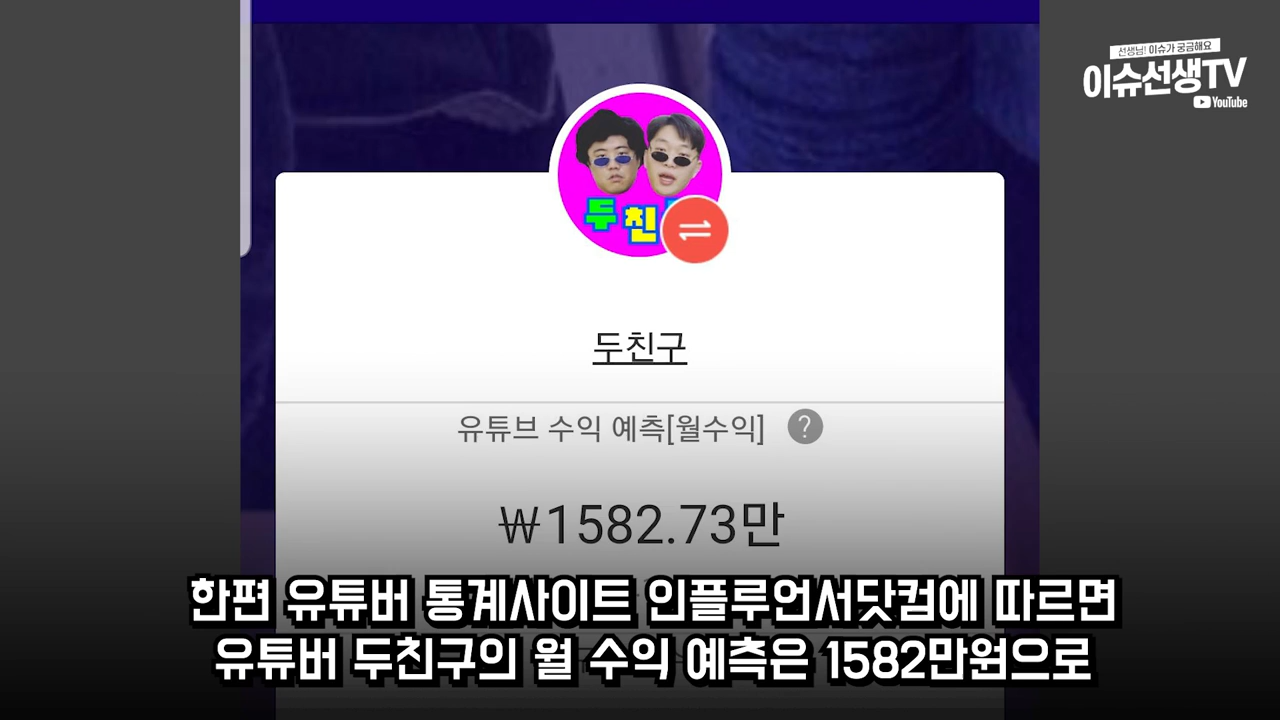 선생님! 이슈가 궁금해요
이슈선생TV
YouTube
두친
두친구
유튜브 수익 예측[월수익] ?
₩1582.73만
한편 유튜버 통계사이트 인플루언서닷컴에 따르면
유튜버 두친구의 월 수익 예측은 1582만원으로